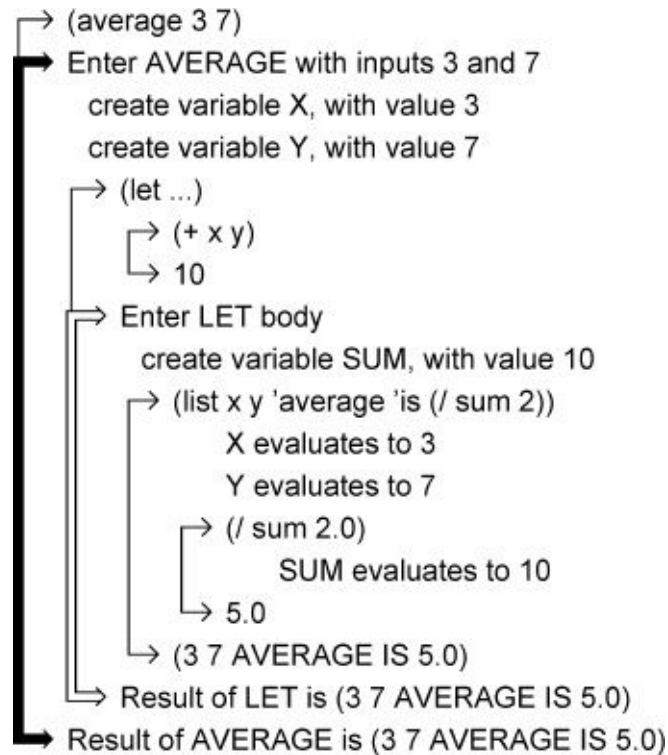 (average 3 7)
Enter AVERAGE with inputs 3 and 7
create variable X, with value 3
create variable Y, with value 7
(let ...)
(+ x y)
10
Enter LET body
create variable SUM, with value 10
(list x y ’average ’is (/ sum 2))
X evaluates to 3
Y evaluates to 7
(/ sum 2.0)
SUM evaluates to 10
5.0
(3 7 AVERAGE IS 5.0)
Result of LET is (3 7 AVERAGE IS 5.0)
Result of AVERAGE is (3 7 AVERAGE IS 5.0)